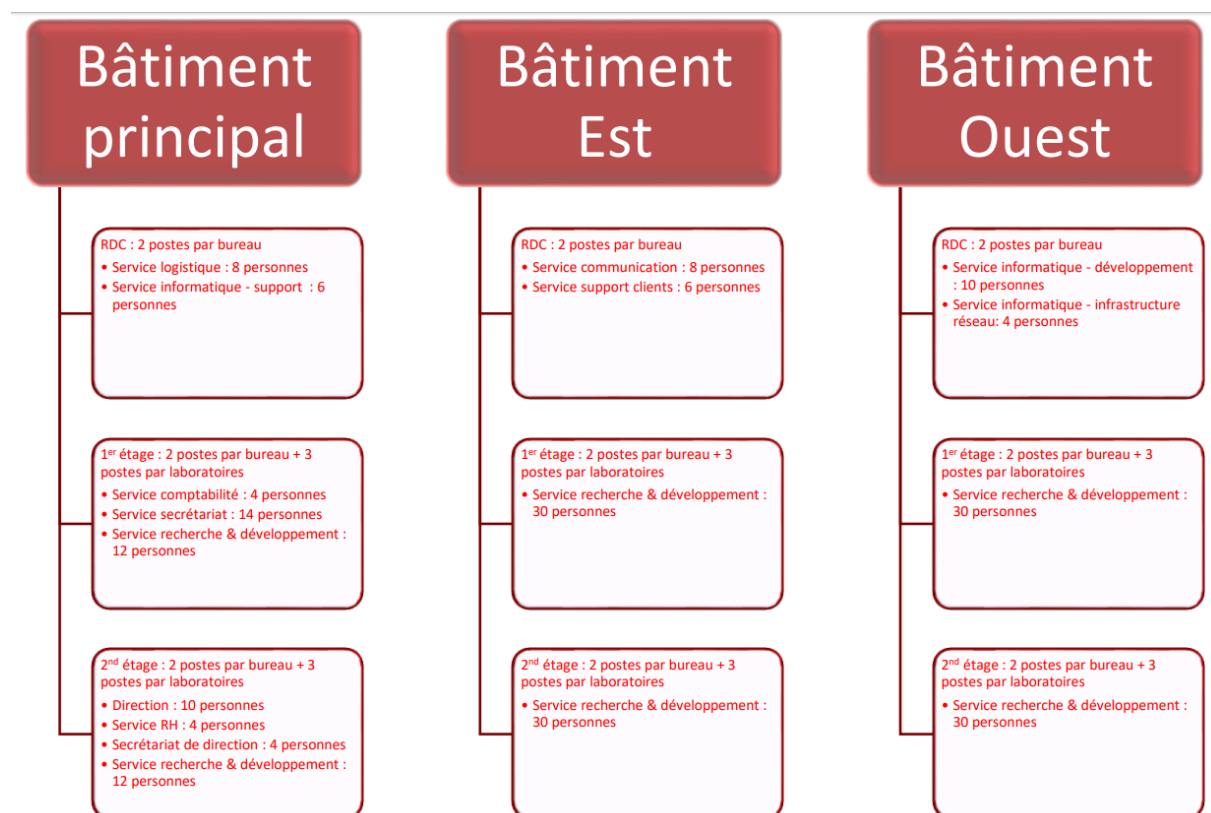 Bâtiment
principal
RDC : 2 postes par bureau
• Service logistique : 8 personnes
• Service informatique - support  : 6
personnes
1er étage : 2 postes par bureau + 3
postes par laboratoires
• Service comptabilité : 4 personnes
• Service secrétariat : 14 personnes
• Service recherche & développement :
12 personnes
2nd étage : 2 postes par bureau + 3
postes par laboratoires
• Direction : 10 personnes
• Service RH : 4 personnes
• Secrétariat de direction : 4 personnes
• Service recherche & développement :
12 personnes
Bâtiment
Est
RDC : 2 postes par bureau
• Service communication : 8 personnes
• Service support clients : 6 personnes
1er étage : 2 postes par bureau + 3
postes par laboratoires
• Service recherche & développement :
30 personnes
2nd étage : 2 postes par bureau + 3
postes par laboratoires
• Service recherche & développement :
30 personnes
Bâtiment
Ouest
RDC : 2 postes par bureau
• Service informatique - développement
: 10 personnes
• Service informatique - infrastructure
réseau: 4 personnes
1er étage : 2 postes par bureau + 3
postes par laboratoires
• Service recherche & développement :
30 personnes
2nd étage : 2 postes par bureau + 3
postes par laboratoires
• Service recherche & développement :
30 personnes